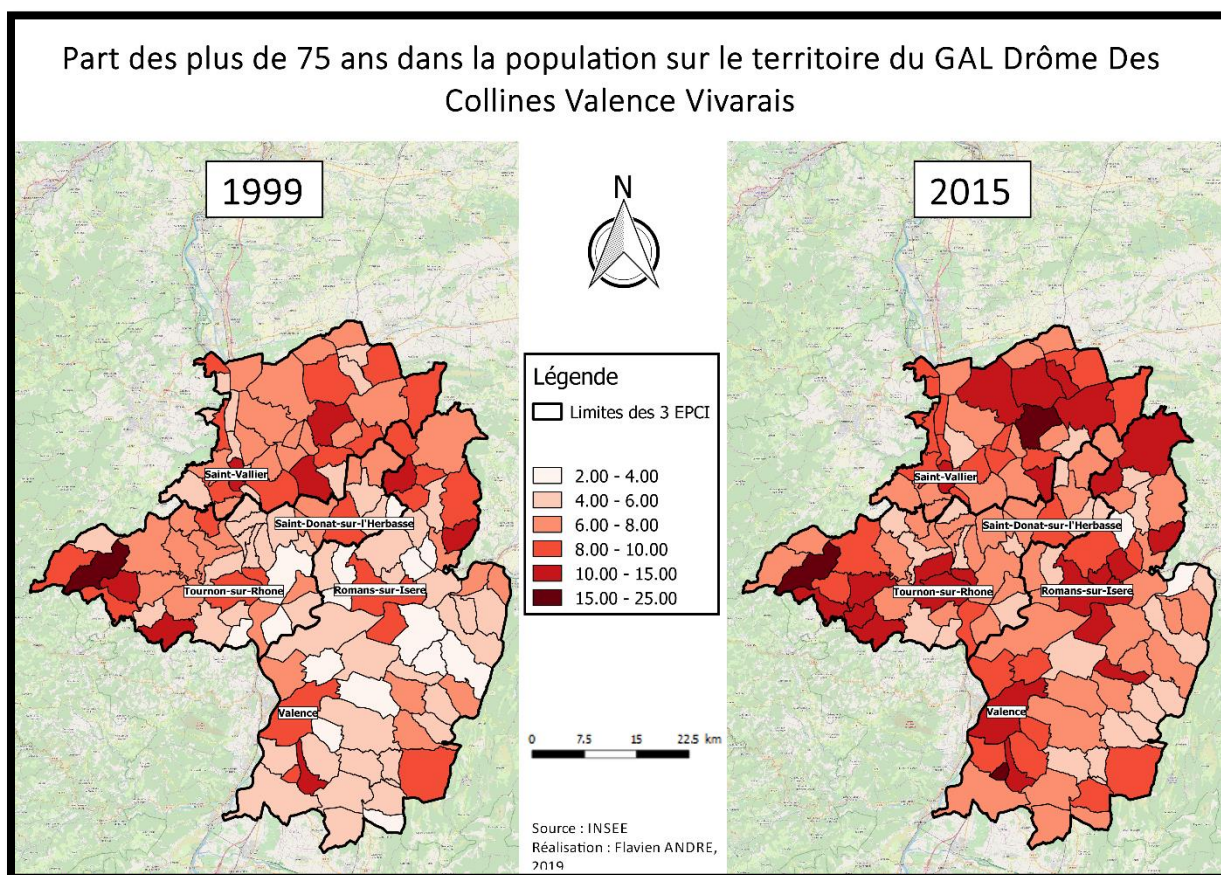 Part des plus de 75 ans dans la population sur le territoire du GAL Drôme Des
Collines Valence Vivarais
1999
N
2015
Légende
Limites des 3 EPCI
2.00 - 4.00
4.00 - 6.00
6.00 - 8.00
8.00 - 10.00
10.00 - 15.00
15.00 - 25.00
Saint-Vallier
Saint-Donat-sur-l'Herbasse
Tournon-sur-Rhone
Romans-sur-Isere
Valence
Saint-Vallier
Saint-Donat-sur-l'Herbasse
Tournon-sur-Rhone
Romans-sur-Isere
Valence
0 7.5 15 22.5 km
Source : INSEE
Réalisation : Flavien ANDRE,
2019